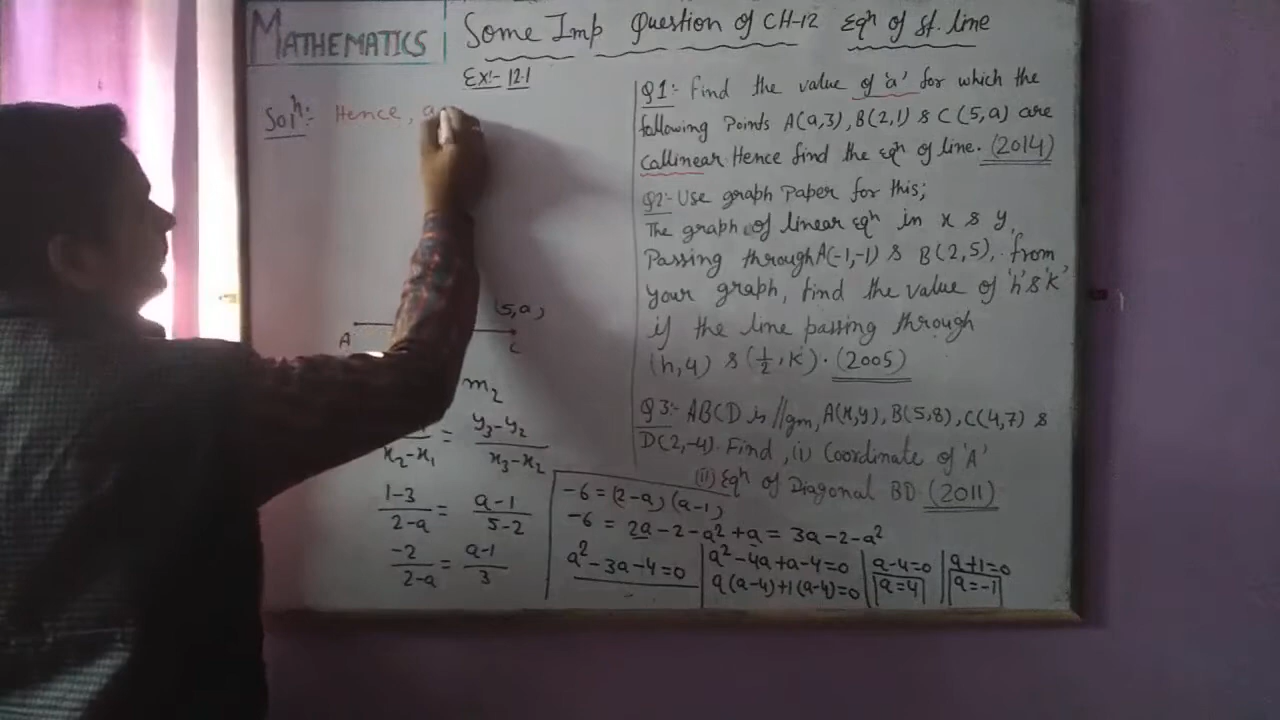 MATHEMATICS
Some Imp Question of CH-12 Eqⁿ of St. line
Ex:- 12.1
Solⁿ:- Hence, a
(5,a)
A
C
m₂
= y₃-y₂
x₂-x₁ x₃-x₂
1-3/2-a = a-1/5-2
-2/2-a = a-1/3
-6 = (2-a) (a-1)
-6 = 2a-2-a²+a = 3a-2-a²
a²-3a-4=0
a²-4a+a-4=0
a(a-4)+1(a-4)=0
a-4=0
a=4
a+1=0
a=-1
Q1:- Find the value of 'a' for which the
following Points A(a,3), B(2,1) & C(5,a) are
callinear. Hence find the eqⁿ of line. (2014)
Q2:- Use graph Paper for this;
The graph of linear eqⁿ in x & y,
Passing through A(-1,-1) & B(2,5), from
your graph, find the value of 'h' & 'k'
if the line passing through
(h,4) & (½,k). (2005)
Q3:- ABCD is //gm, A(x,y), B(5,8), C(4,7) &
D(2,-4). Find, (i) Coordinate of 'A'
(ii) Eqⁿ of Diagonal BD (2011)